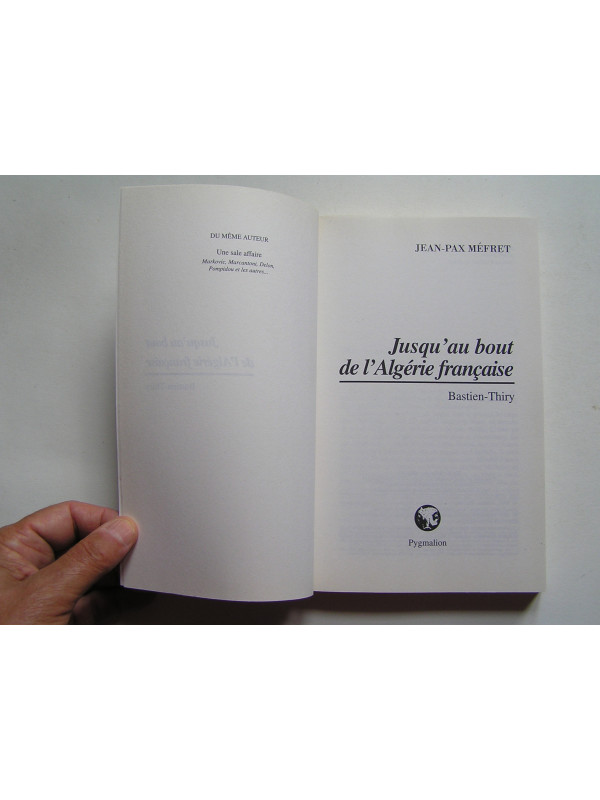 DU MÊME AUTEUR
Une sale affaire
Markovic, Marcantoni, Delon,
Pompidou et les autres...
JEAN-PAX MÉFRET
Jusqu'au bout
de l'Algérie française
Bastien-Thiry
Pygmalion